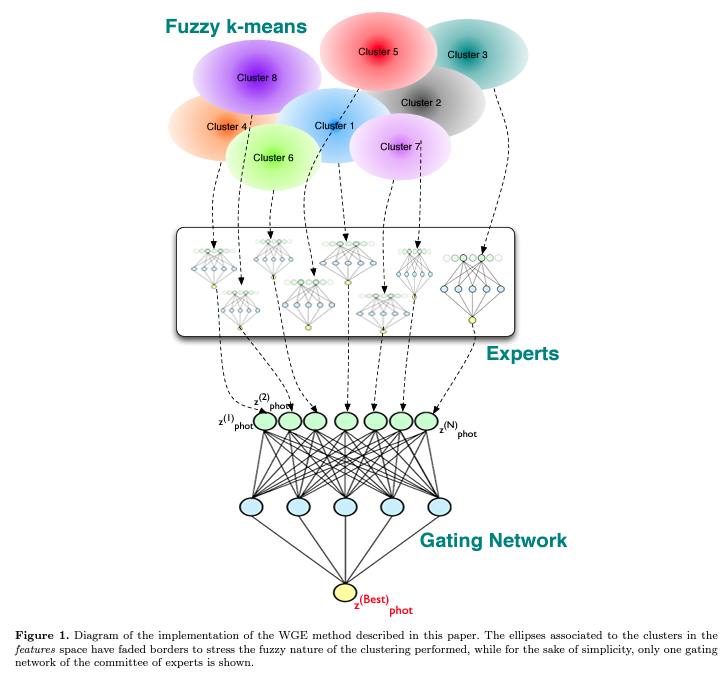 Fuzzy k-means
Cluster 5
Cluster 3
Cluster 8
Cluster 2
Cluster 4
Cluster 1
Cluster 7
Cluster 6
Experts
z(2)phot
z(1)phot
z(N)phot
Gating Network
z(Best)phot
Figure 1. Diagram of the implementation of the WGE method described in this paper. The ellipses associated to the clusters in the
features space have faded borders to stress the fuzzy nature of the clustering performed, while for the sake of simplicity, only one gating
network of the committee of experts is shown.